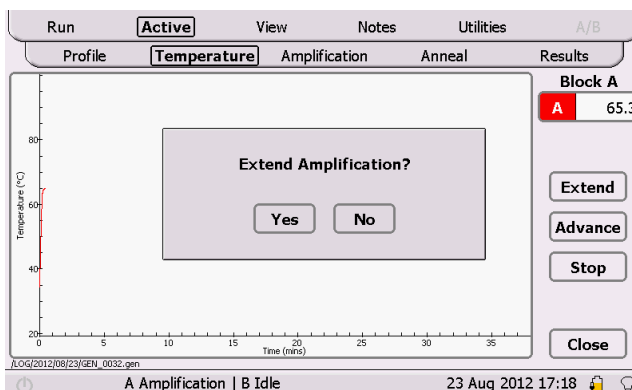 Run Active View Notes Utilities A/B
Profile Temperature Amplification Anneal Results
Block A
A 65.3
80
60
40
20
Temperature (°C)
0 5 10 15 20 25 30 35
Time (mins)
Extend Amplification?
Yes No
Extend
Advance
Stop
Close
/LOG/2012/08/23/GEN_0032.gen
A Amplification | B Idle 23 Aug 2012 17:18